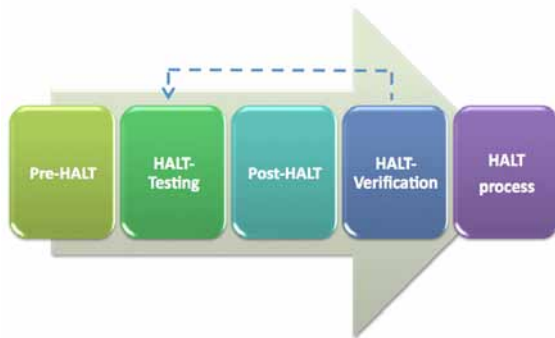 Pre-HALT
HALT-
Testing
Post-HALT
HALT-
Verification
HALT
process